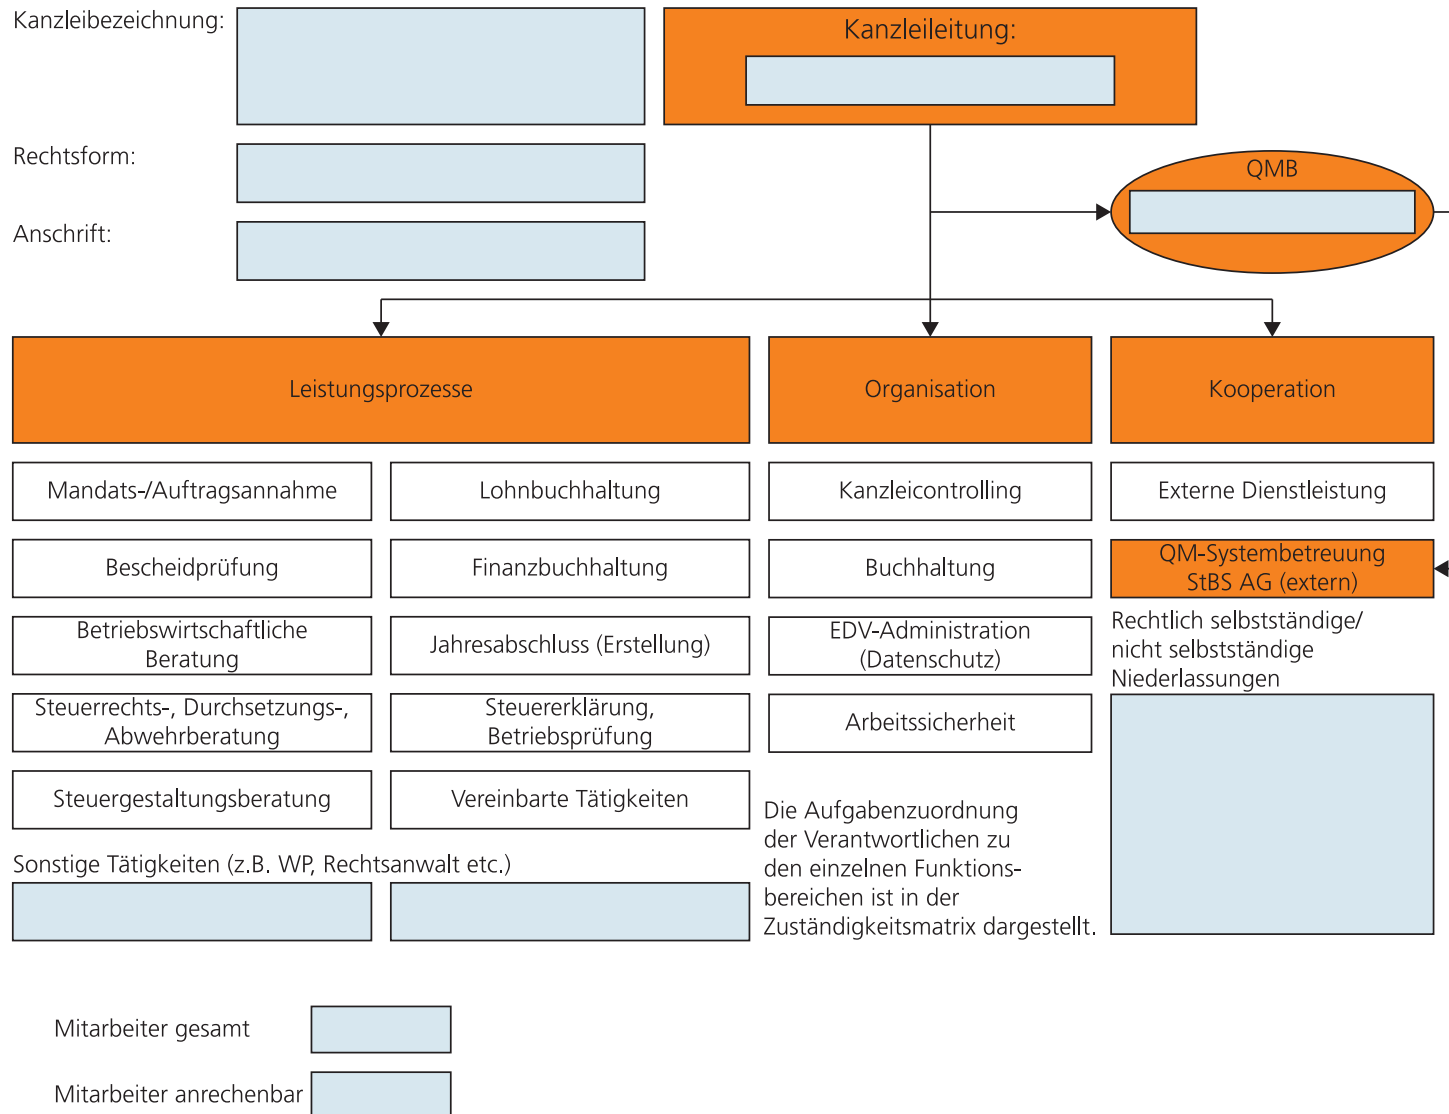 Kanzleibezeichnung:
Kanzleileitung:
Rechtsform:
QMB
Anschrift:
Leistungsprozesse
Organisation
Kooperation
Mandats-/Auftragsannahme
Lohnbuchhaltung
Kanzleicontrolling
Externe Dienstleistung
Bescheidprüfung
Finanzbuchhaltung
Buchhaltung
QM-Systembetreuung
StBS AG (extern)
Betriebswirtschaftliche
Beratung
Jahresabschluss (Erstellung)
EDV-Administration
(Datenschutz)
Rechtlich selbstständige/
nicht selbstständige
Niederlassungen
Steuerrechts-, Durchsetzungs-,
Abwehrberatung
Steuererklärung,
Betriebsprüfung
Arbeitssicherheit
Steuergestaltungsberatung
Vereinbarte Tätigkeiten
Die Aufgabenzuordnung
der Verantwortlichen zu
den einzelnen Funktions-
bereichen ist in der
Zuständigkeitsmatrix dargestellt.
Sonstige Tätigkeiten (z.B. WP, Rechtsanwalt etc.)
Mitarbeiter gesamt
Mitarbeiter anrechenbar